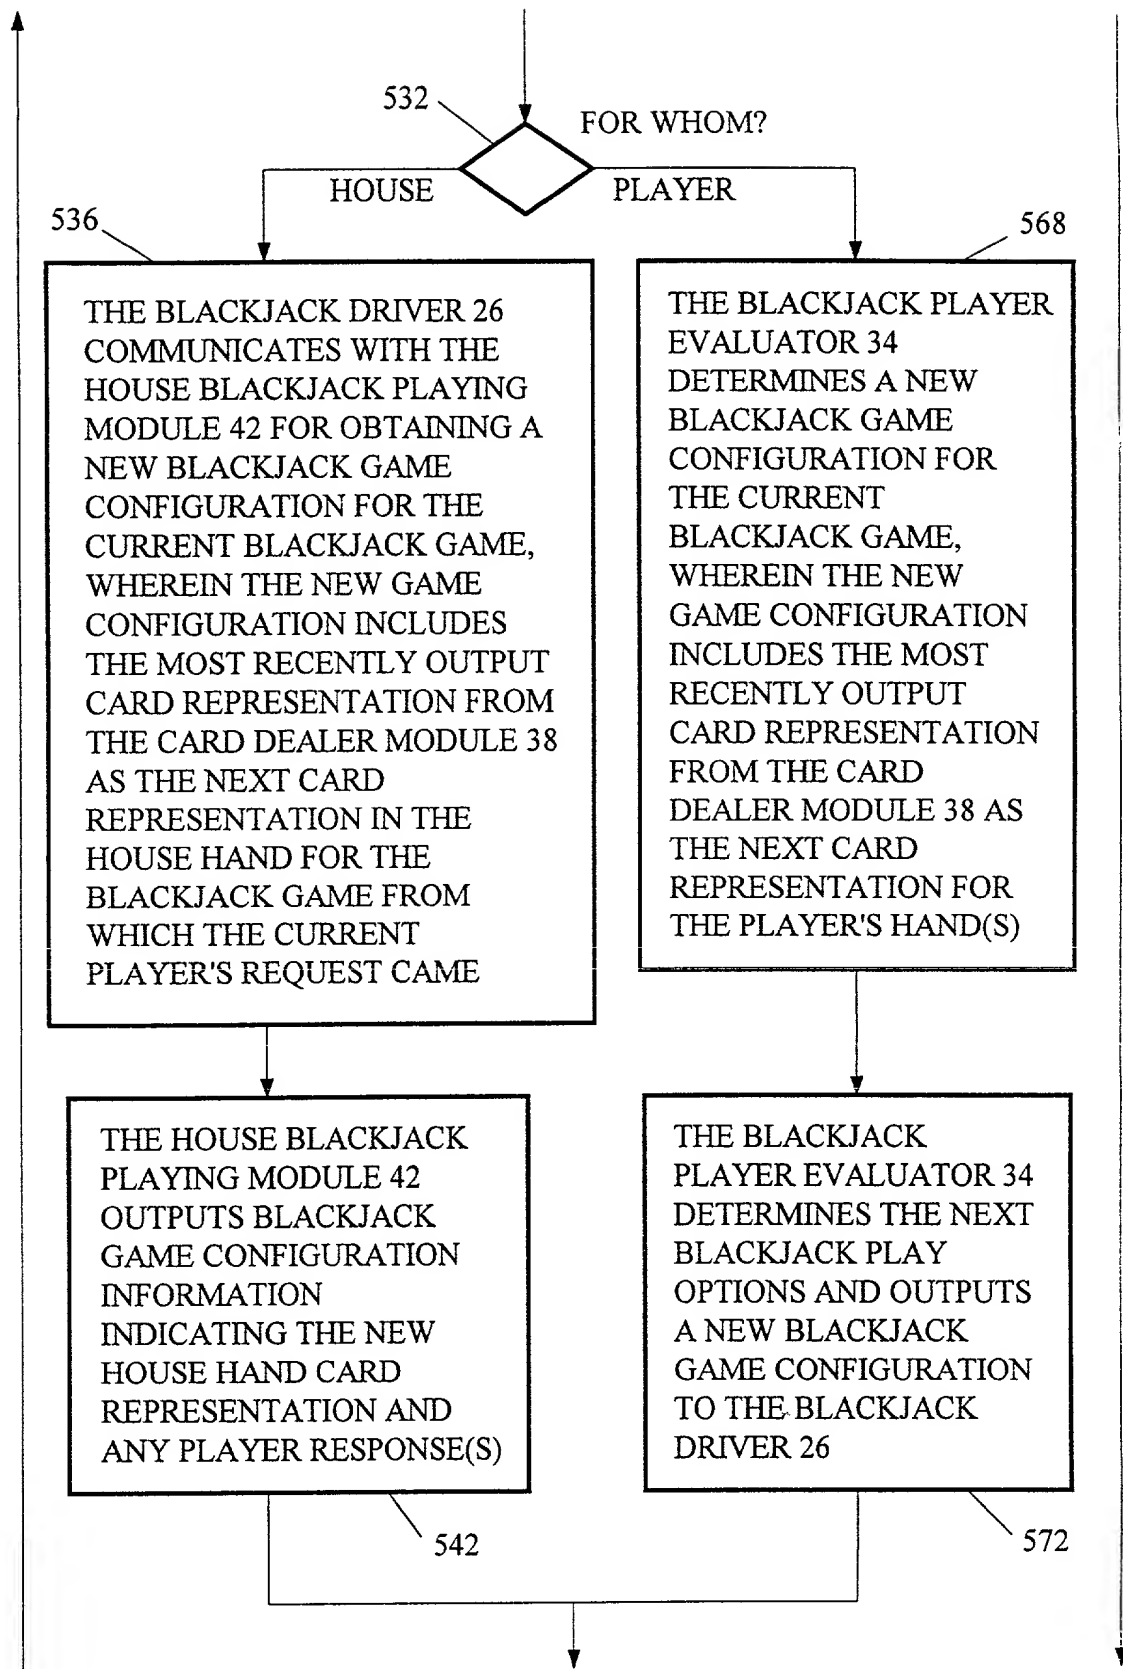 532
FOR WHOM?
HOUSE
PLAYER
536
568
THE BLACKJACK DRIVER 26
COMMUNICATES WITH THE
HOUSE BLACKJACK PLAYING
MODULE 42 FOR OBTAINING A
NEW BLACKJACK GAME
CONFIGURATION FOR THE
CURRENT BLACKJACK GAME,
WHEREIN THE NEW GAME
CONFIGURATION INCLUDES
THE MOST RECENTLY OUTPUT
CARD REPRESENTATION FROM
THE CARD DEALER MODULE 38
AS THE NEXT CARD
REPRESENTATION IN THE
HOUSE HAND FOR THE
BLACKJACK GAME FROM
WHICH THE CURRENT
PLAYER'S REQUEST CAME
THE BLACKJACK PLAYER
EVALUATOR 34
DETERMINES A NEW
BLACKJACK GAME
CONFIGURATION FOR
THE CURRENT
BLACKJACK GAME,
WHEREIN THE NEW
GAME CONFIGURATION
INCLUDES THE MOST
RECENTLY OUTPUT
CARD REPRESENTATION
FROM THE CARD
DEALER MODULE 38 AS
THE NEXT CARD
REPRESENTATION FOR
THE PLAYER'S HAND(S)
THE HOUSE BLACKJACK
PLAYING MODULE 42
OUTPUTS BLACKJACK
GAME CONFIGURATION
INFORMATION
INDICATING THE NEW
HOUSE HAND CARD
REPRESENTATION AND
ANY PLAYER RESPONSE(S)
THE BLACKJACK
PLAYER EVALUATOR 34
DETERMINES THE NEXT
BLACKJACK PLAY
OPTIONS AND OUTPUTS
A NEW BLACKJACK
GAME CONFIGURATION
TO THE BLACKJACK
DRIVER 26
542
572